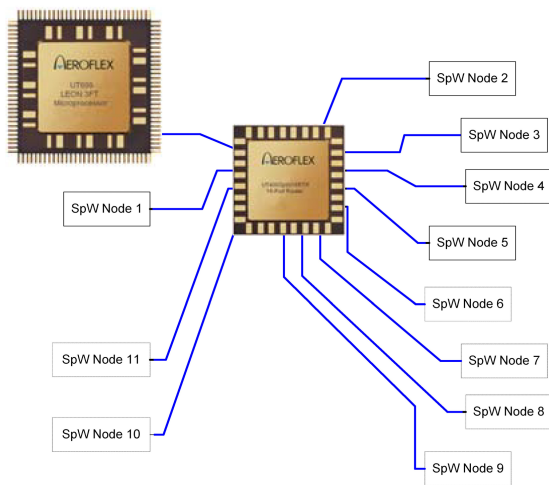 AEROFLEX
UT699
LEON 3FT
Microprocessor
SpW Node 2
SpW Node 3
AEROFLEX
SpW Node 4
SpW Node 1
SpW Node 5
SpW Node 6
SpW Node 11
SpW Node 7
SpW Node 8
SpW Node 10
SpW Node 9